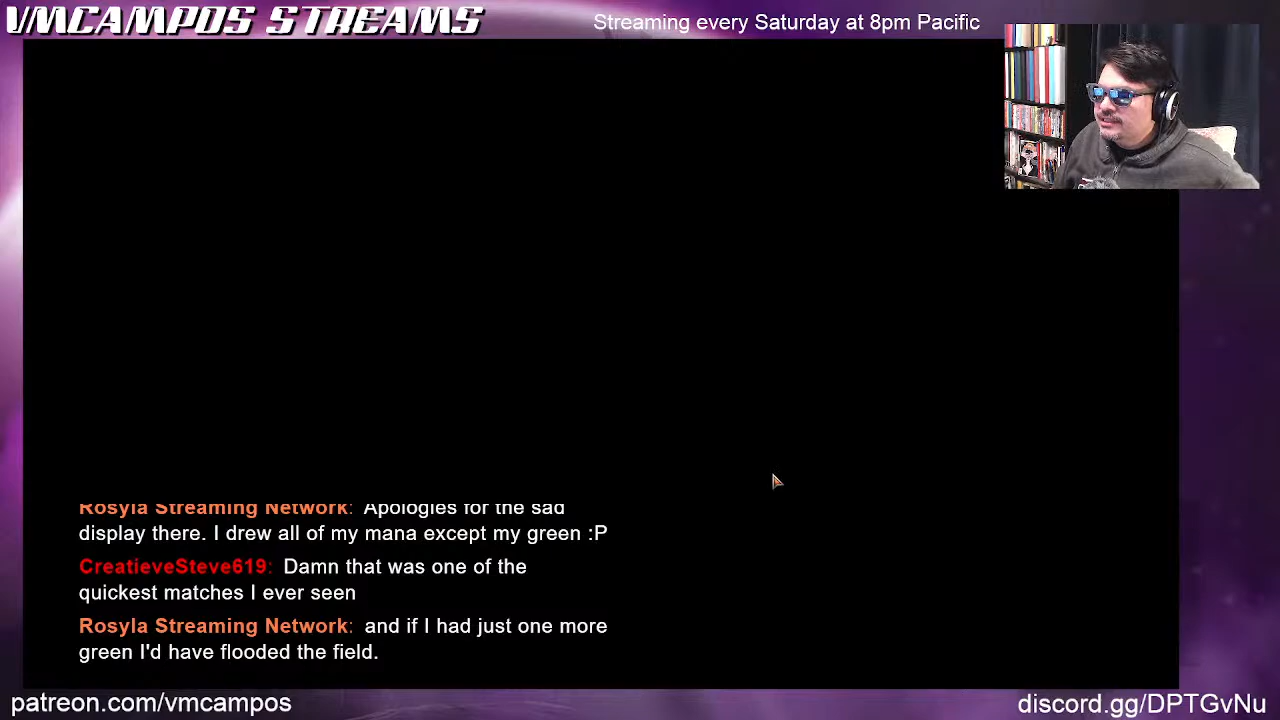 VMCAMPOS STREAMS
Streaming every Saturday at 8pm Pacific
Rosyla Streaming Network: Apologies for the sad
display there. I drew all of my mana except my green :P
CreatieveSteve619: Damn that was one of the
quickest matches I ever seen
Rosyla Streaming Network: and if I had just one more
green I'd have flooded the field.
patreon.com/vmcampos
discord.gg/DPTGvNu